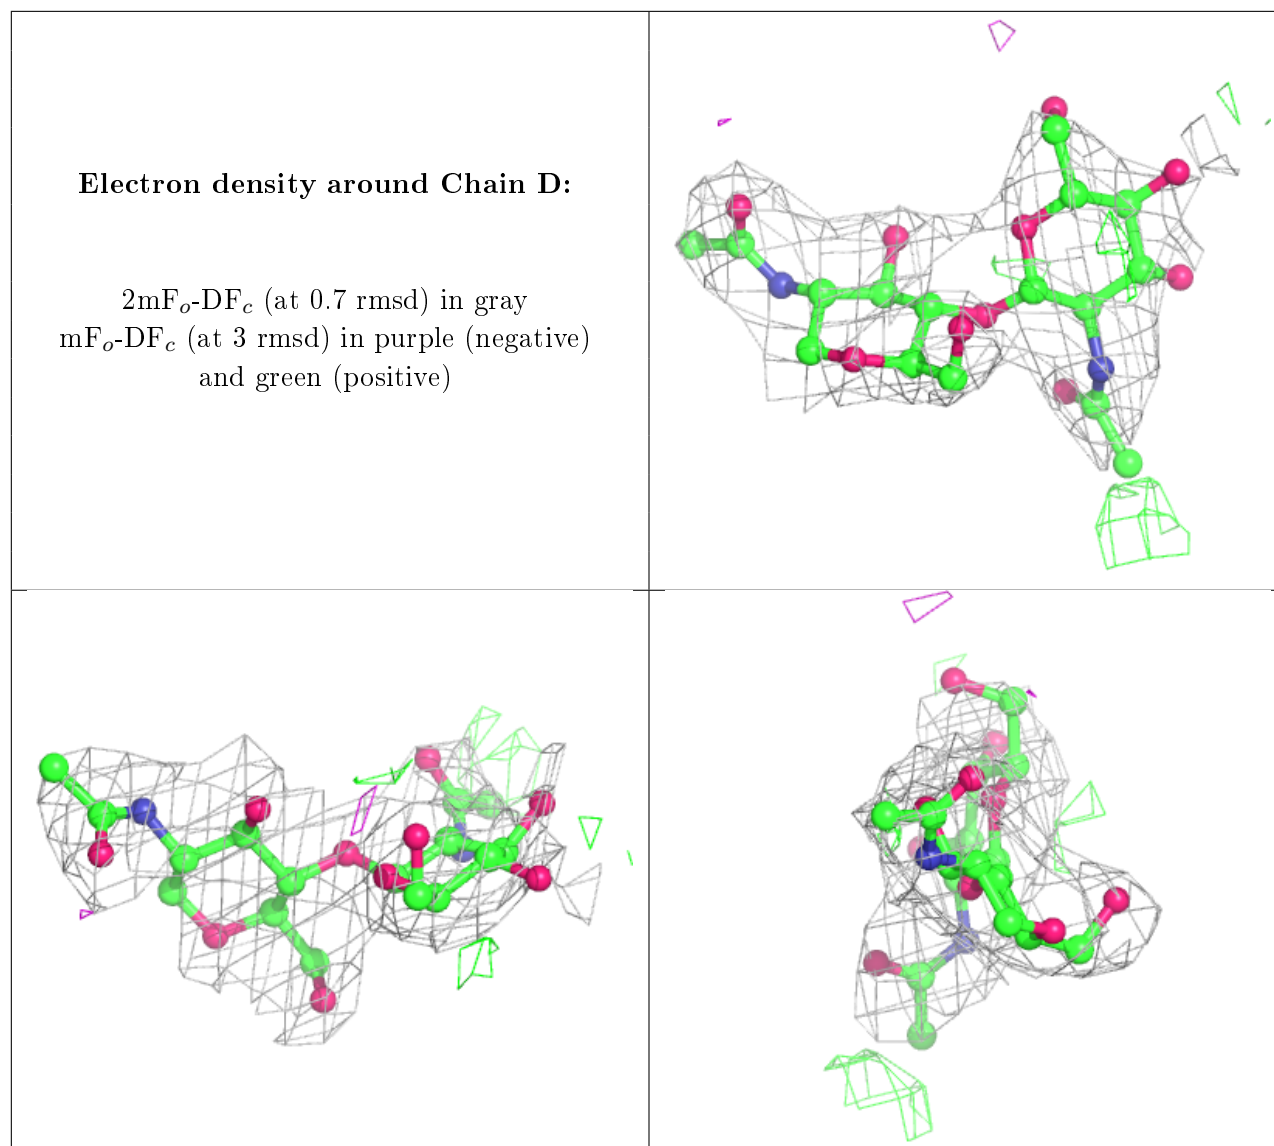 Electron density around Chain D:
2mFₒ-DF𝒸 (at 0.7 rmsd) in gray
mFₒ-DF𝒸 (at 3 rmsd) in purple (negative)
and green (positive)